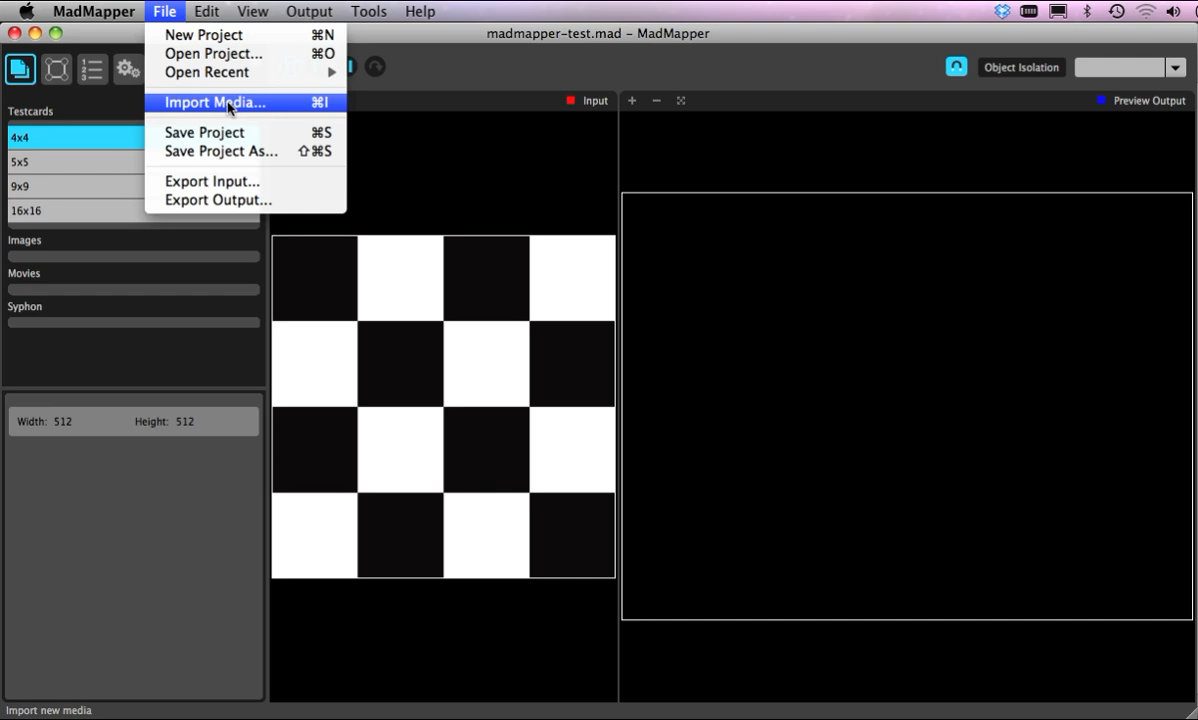 MadMapper File Edit View Output Tools Help
madmapper-test.mad – MadMapper
New Project ⌘N
Open Project... ⌘O
Open Recent ▶
Import Media... ⌘I
Save Project ⌘S
Save Project As... ⇧⌘S
Export Input...
Export Output...
Object Isolation
Input
Preview Output
Testcards
4x4
5x5
9x9
16x16
Images
Movies
Syphon
Width: 512 Height: 512
Import new media